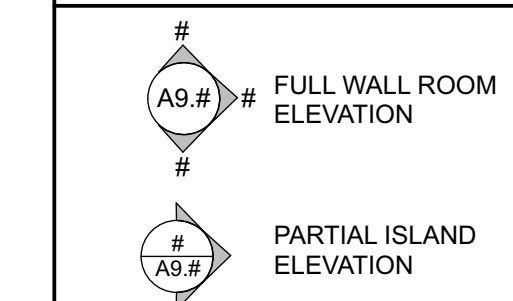 #
A9.# # FULL WALL ROOM
ELEVATION
#
# PARTIAL ISLAND
A9.# ELEVATION